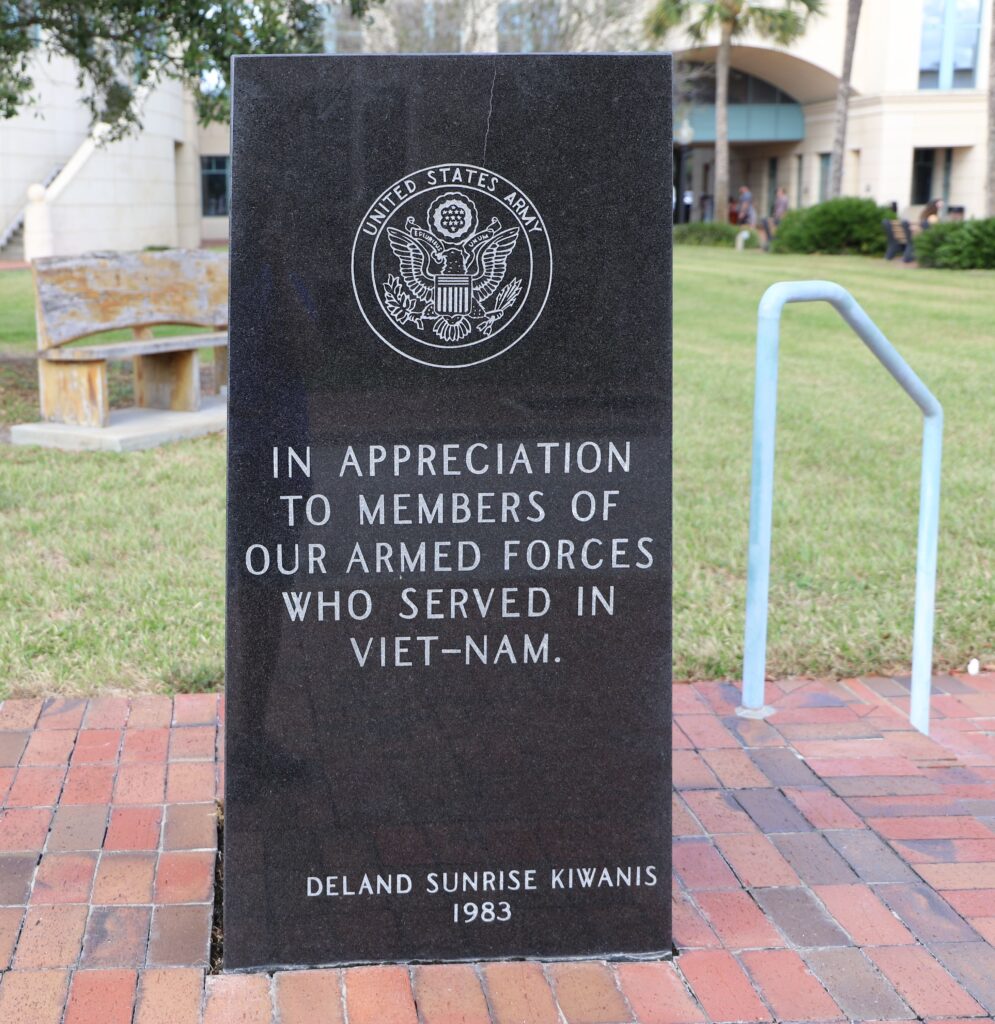 UNITED STATES ARMY
IN APPRECIATION
TO MEMBERS OF
OUR ARMED FORCES
WHO SERVED IN
VIET-NAM.
DELAND SUNRISE KIWANIS
1983